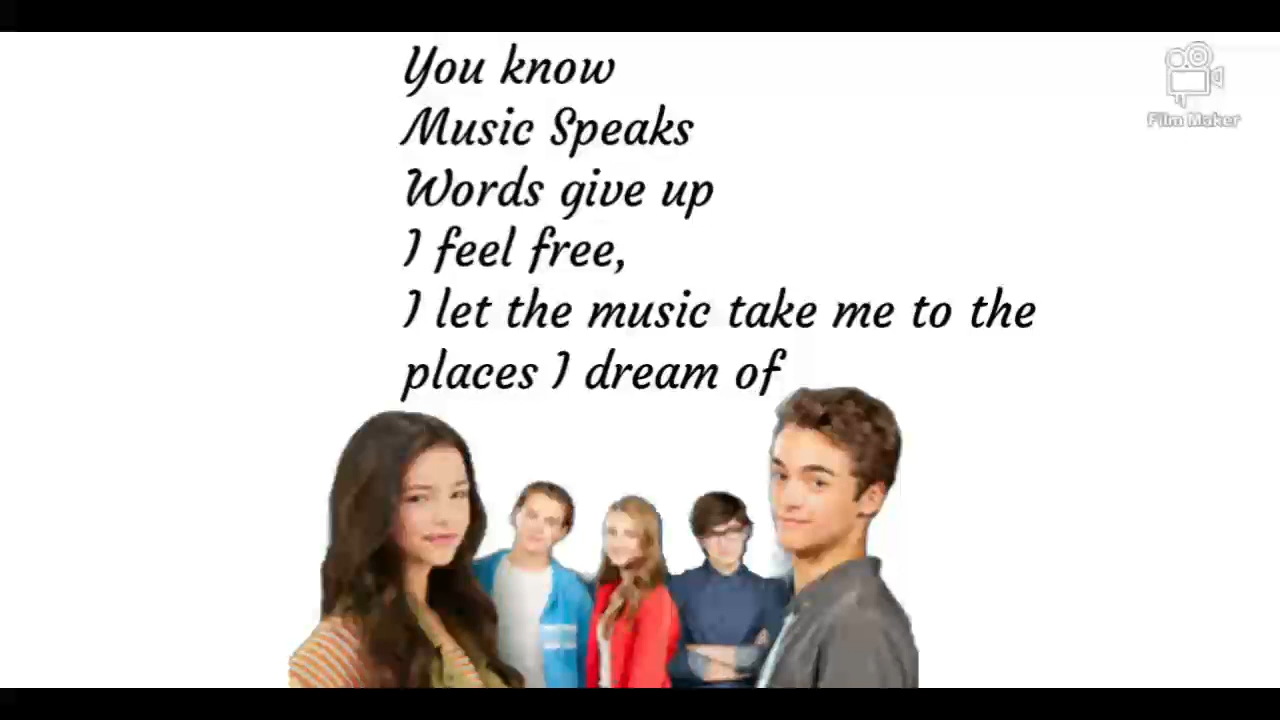 You know
Music Speaks
Words give up
I feel free,
I let the music take me to the
places I dream of
Film Maker